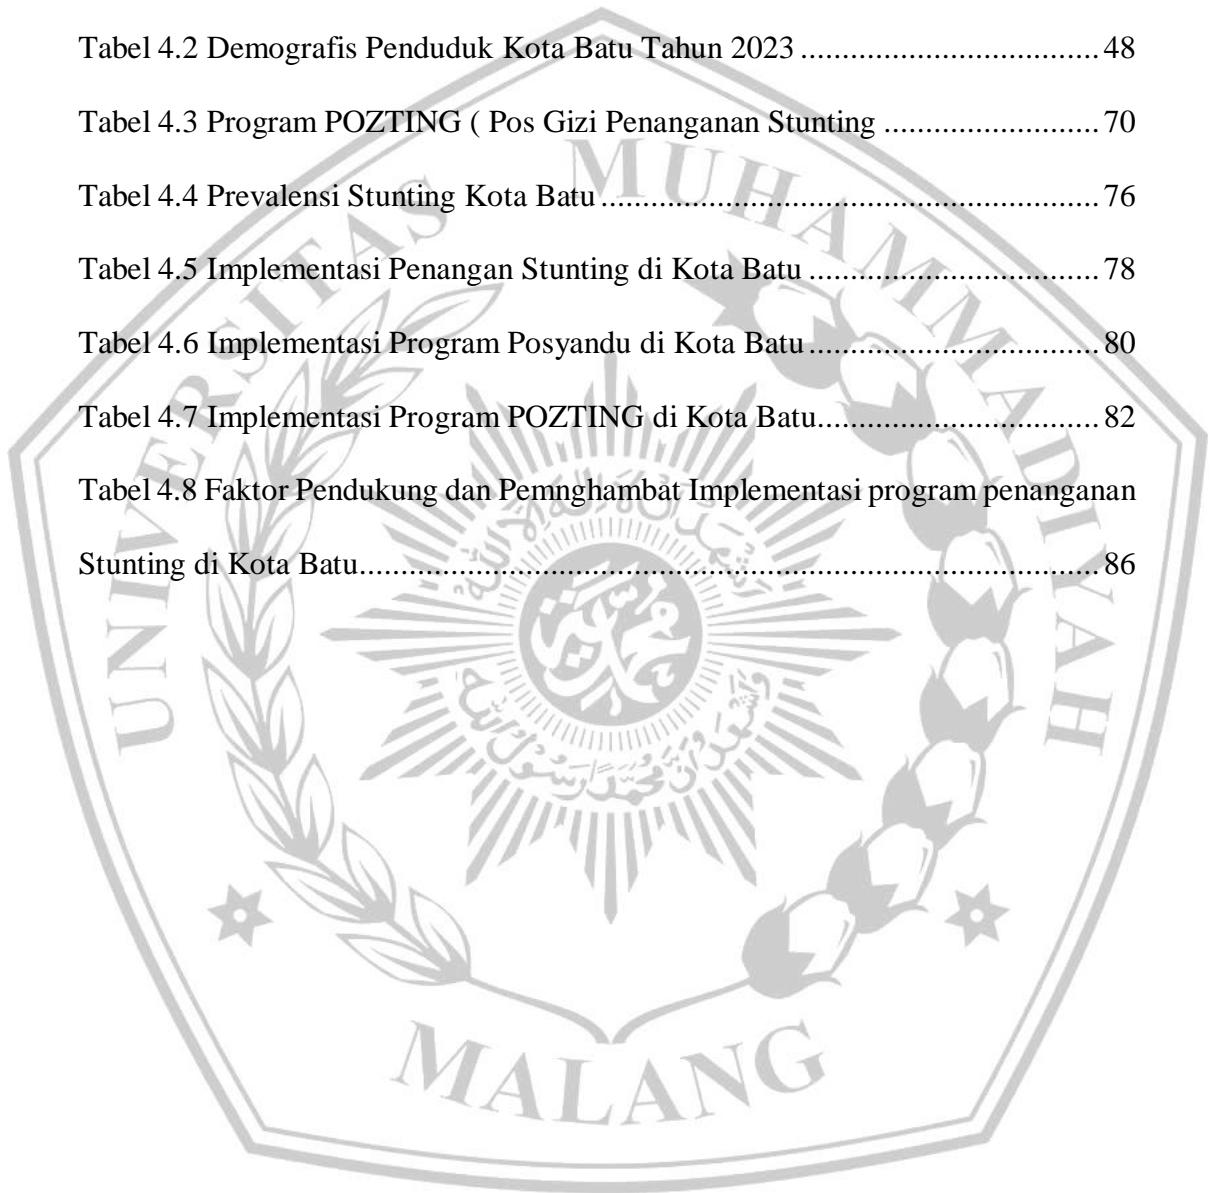 Tabel 4.2 Demografis Penduduk Kota Batu Tahun 2023 .................................... 48
Tabel 4.3 Program POZTING ( Pos Gizi Penanganan Stunting .......................... 70
Tabel 4.4 Prevalensi Stunting Kota Batu ............................................................ 76
Tabel 4.5 Implementasi Penangan Stunting di Kota Batu ................................... 78
Tabel 4.6 Implementasi Program Posyandu di Kota Batu ................................... 80
Tabel 4.7 Implementasi Program POZTING di Kota Batu.................................. 82
Tabel 4.8 Faktor Pendukung dan Pemnghambat Implementasi program penanganan
Stunting di Kota Batu......................................................................................... 86
UNIVERSITAS MUHAMMADIYAH
MALANG